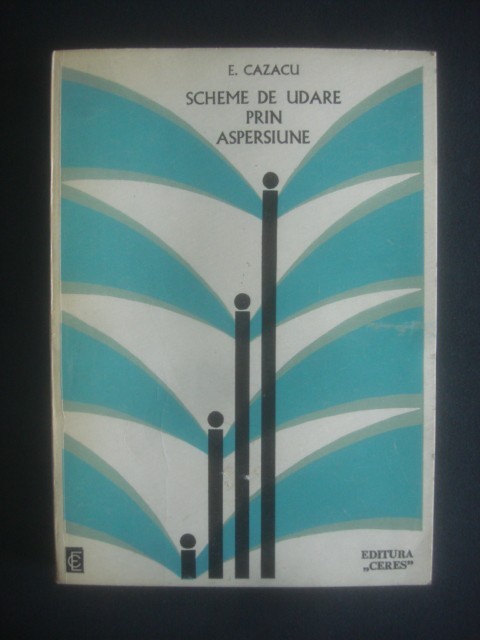 E. CAZACU
SCHEME DE UDARE
PRIN
ASPERSIUNE
EDITURA
„CERES”